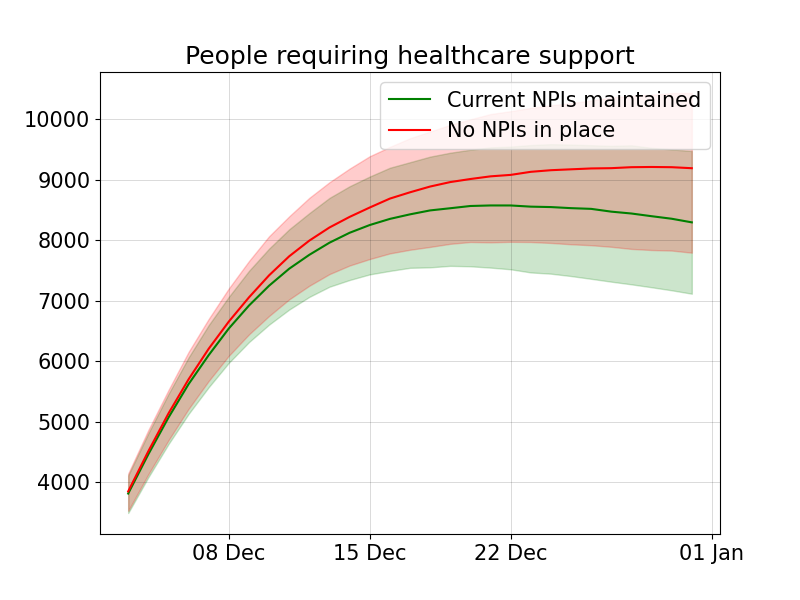 People requiring healthcare support
Current NPIs maintained
No NPIs in place
10000
9000
8000
7000
6000
5000
4000
08 Dec
15 Dec
22 Dec
01 Jan